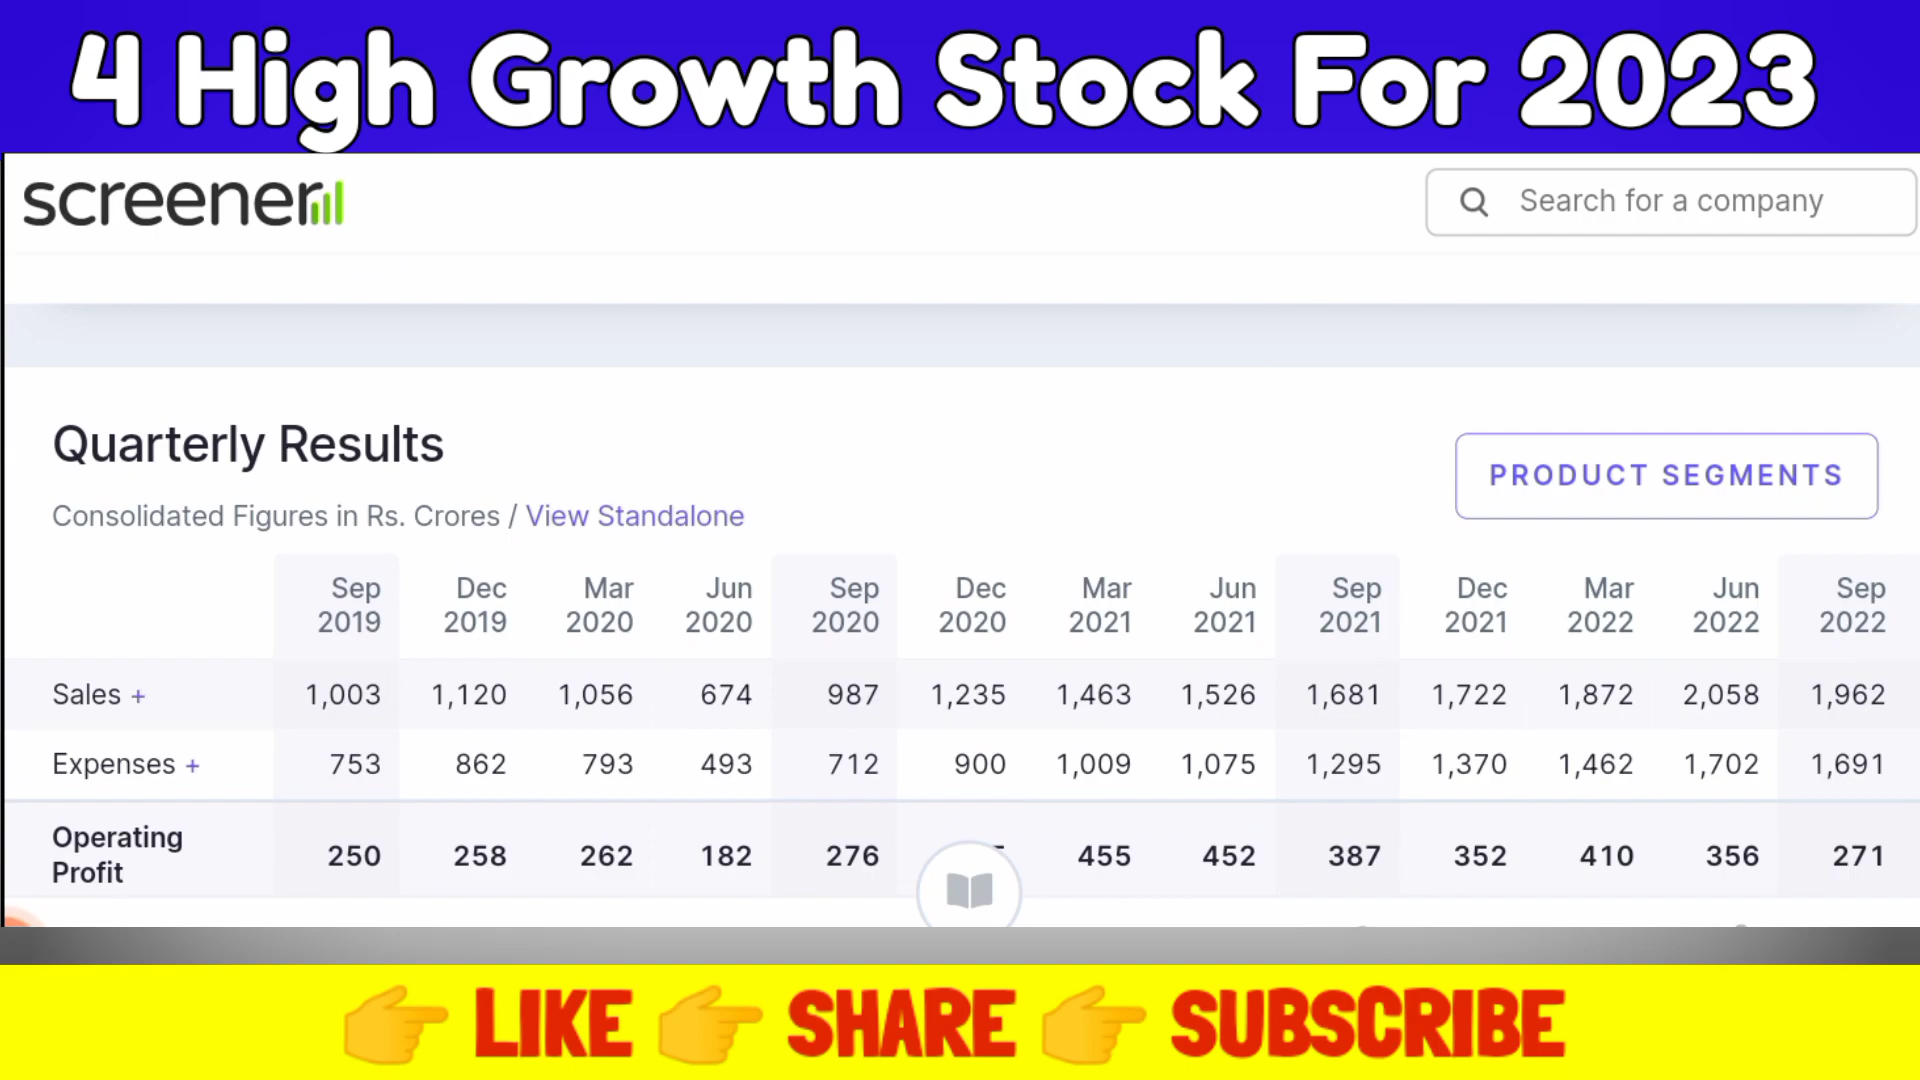 4 High Growth Stock For 2023
screener
Search for a company
Quarterly Results
PRODUCT SEGMENTS
Consolidated Figures in Rs. Crores / View Standalone
Sep 2019 Dec 2019 Mar 2020 Jun 2020 Sep 2020 Dec 2020 Mar 2021 Jun 2021 Sep 2021 Dec 2021 Mar 2022 Jun 2022 Sep 2022
Sales + 1,003 1,120 1,056 674 987 1,235 1,463 1,526 1,681 1,722 1,872 2,058 1,962
Expenses + 753 862 793 493 712 900 1,009 1,075 1,295 1,370 1,462 1,702 1,691
Operating Profit 250 258 262 182 276 455 452 387 352 410 356 271
👉 LIKE 👉 SHARE 👉 SUBSCRIBE